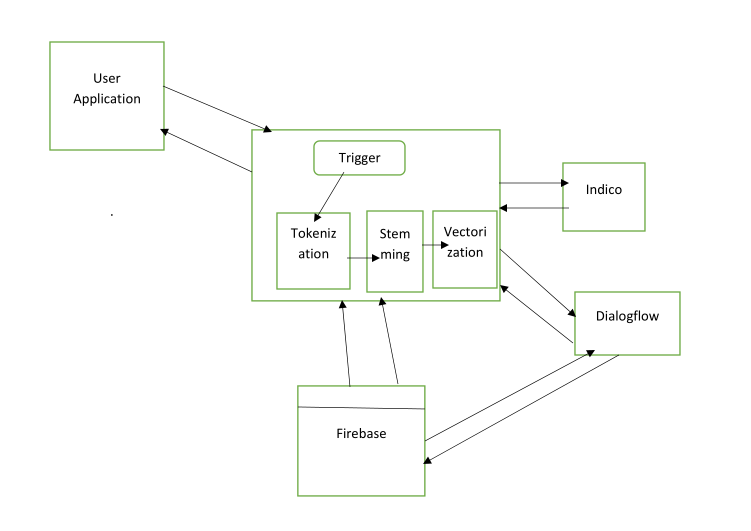 User
Application
Trigger
Indico
Tokeniz
ation
Stem
ming
Vectori
zation
Dialogflow
Firebase